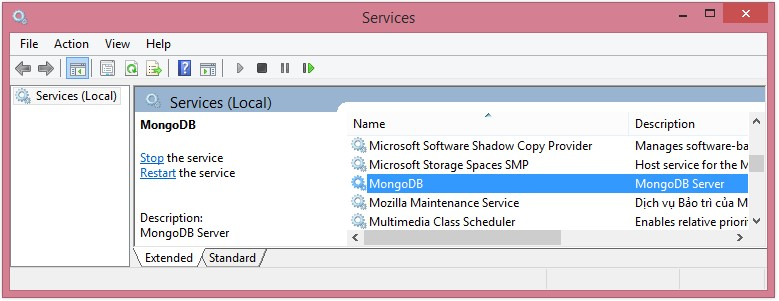 Services
File Action View Help
Services (Local)
Services (Local)
MongoDB
Stop the service
Restart the service
Description:
MongoDB Server
Name Description
Microsoft Software Shadow Copy Provider Manages software-ba
Microsoft Storage Spaces SMP Host service for the M
MongoDB MongoDB Server
Mozilla Maintenance Service Dịch vụ Bảo trì của M
Multimedia Class Scheduler Enables relative priorit
Extended Standard